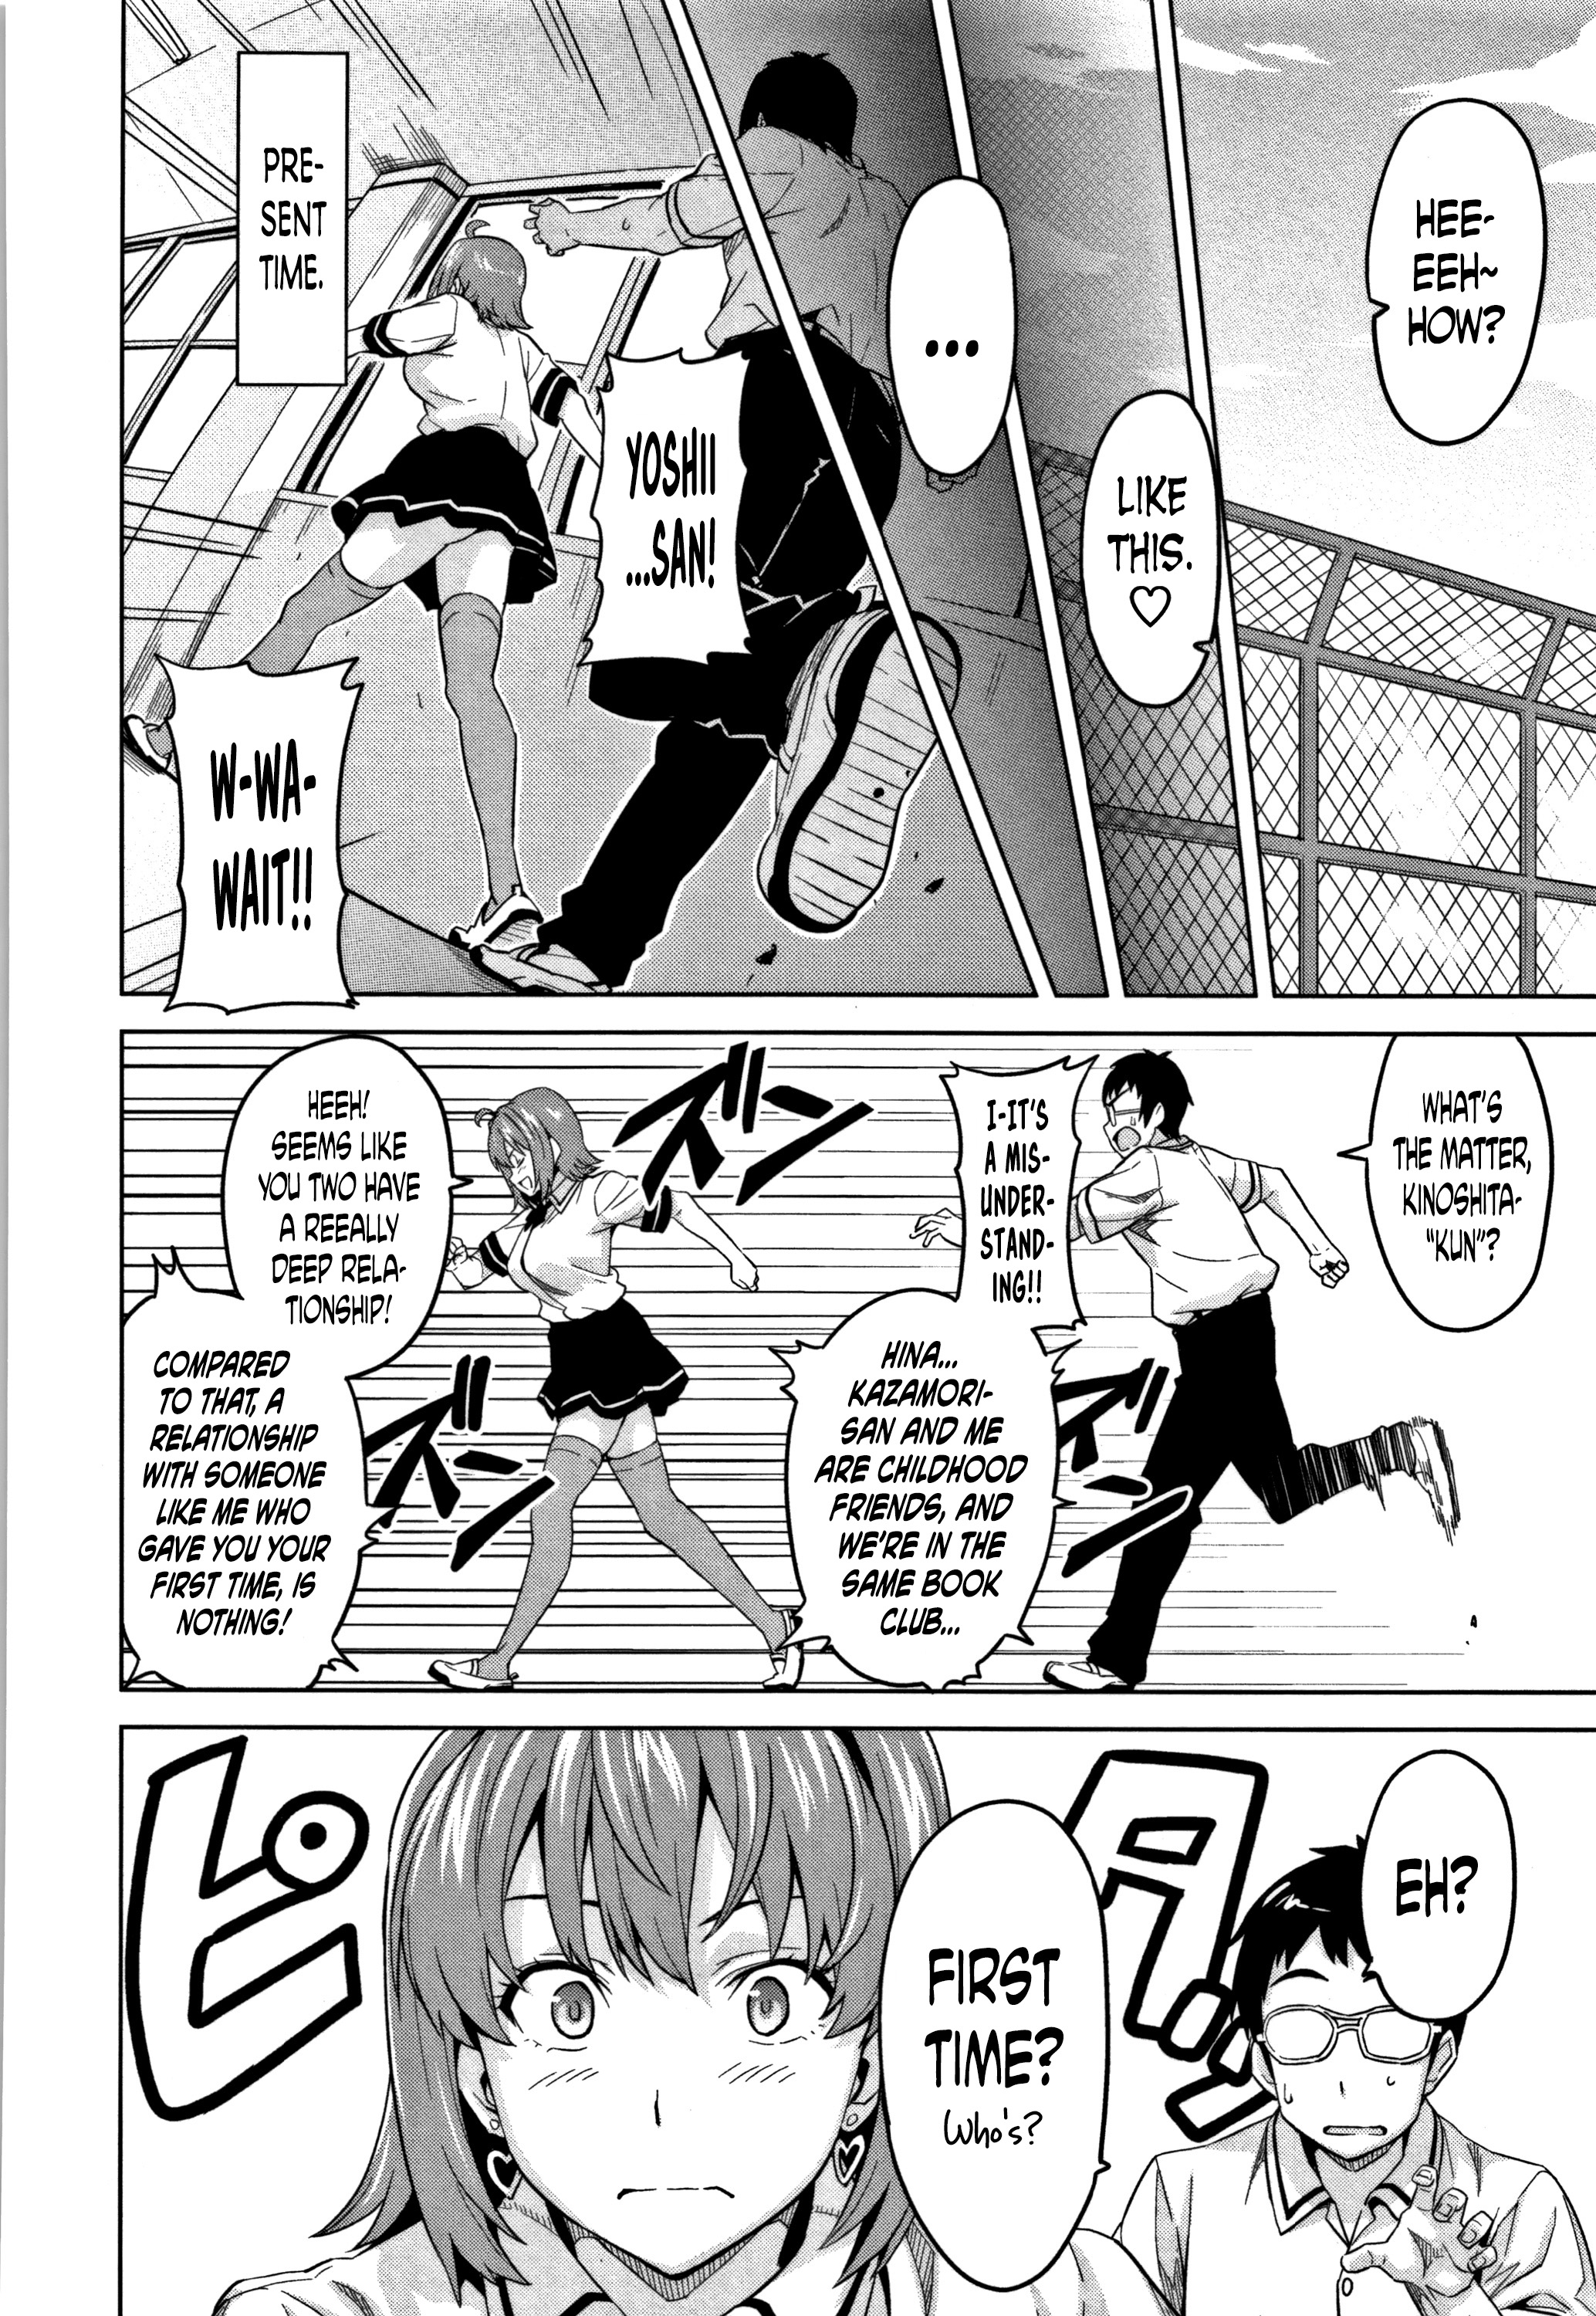 HEE-
EEH~
HOW?
LIKE
THIS.
♡
...
PRE-
SENT
TIME.
YOSHII
...SAN!
W-WA-
WAIT!!
WHAT'S
THE MATTER,
KINOSHITA-
"KUN"?
I-IT'S
A MIS-
UNDER-
STAND-
ING!!
HINA...
KAZAMORI-
SAN AND ME
ARE CHILDHOOD
FRIENDS, AND
WE'RE IN THE
SAME BOOK
CLUB...
ズン
ズン
ズン
HEEH!
SEEMS LIKE
YOU TWO HAVE
A REEALLY
DEEP RELA-
TIONSHIP!
COMPARED
TO THAT, A
RELATIONSHIP
WITH SOMEONE
LIKE ME WHO
GAVE YOU YOUR
FIRST TIME, IS
NOTHING!
EH?
FIRST
TIME?
Who's?
ピタッ